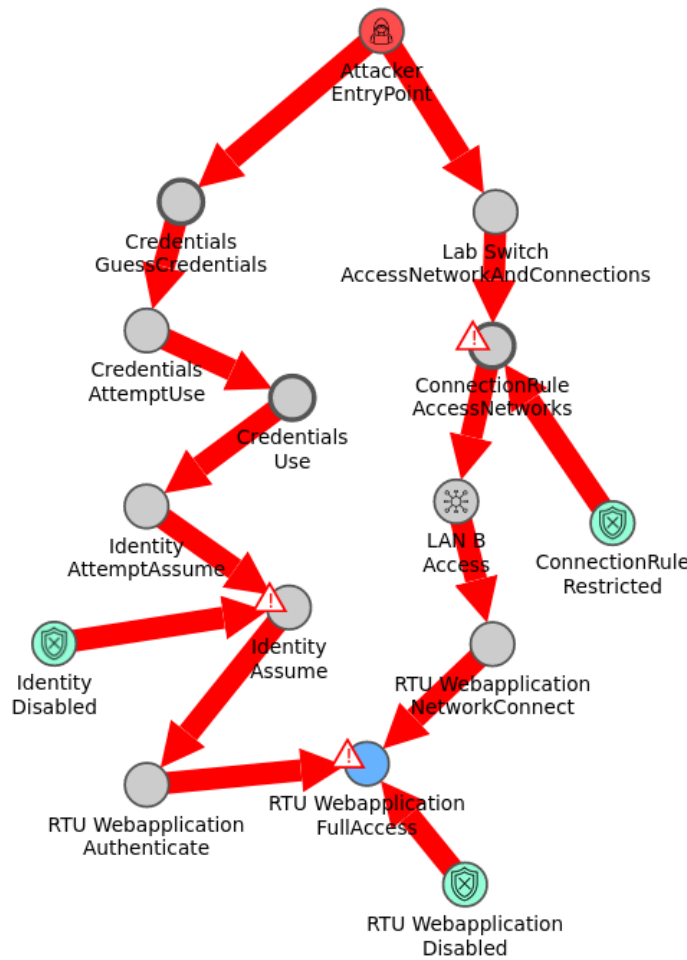 Attacker
EntryPoint
Credentials
GuessCredentials
Lab Switch
AccessNetworkAndConnections
Credentials
AttemptUse
ConnectionRule
AccessNetworks
Credentials
Use
Identity
AttemptAssume
LAN B
Access
ConnectionRule
Restricted
Identity
Assume
Identity
Disabled
RTU Webapplication
NetworkConnect
RTU Webapplication
FullAccess
RTU Webapplication
Authenticate
RTU Webapplication
Disabled